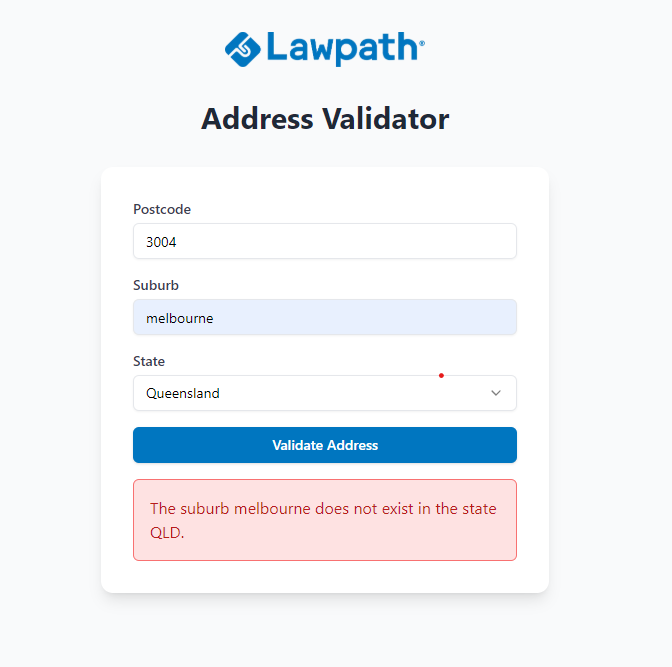 Lawpath®
Address Validator
Postcode
3004
Suburb
melbourne
State
Queensland
Validate Address
The suburb melbourne does not exist in the state
QLD.